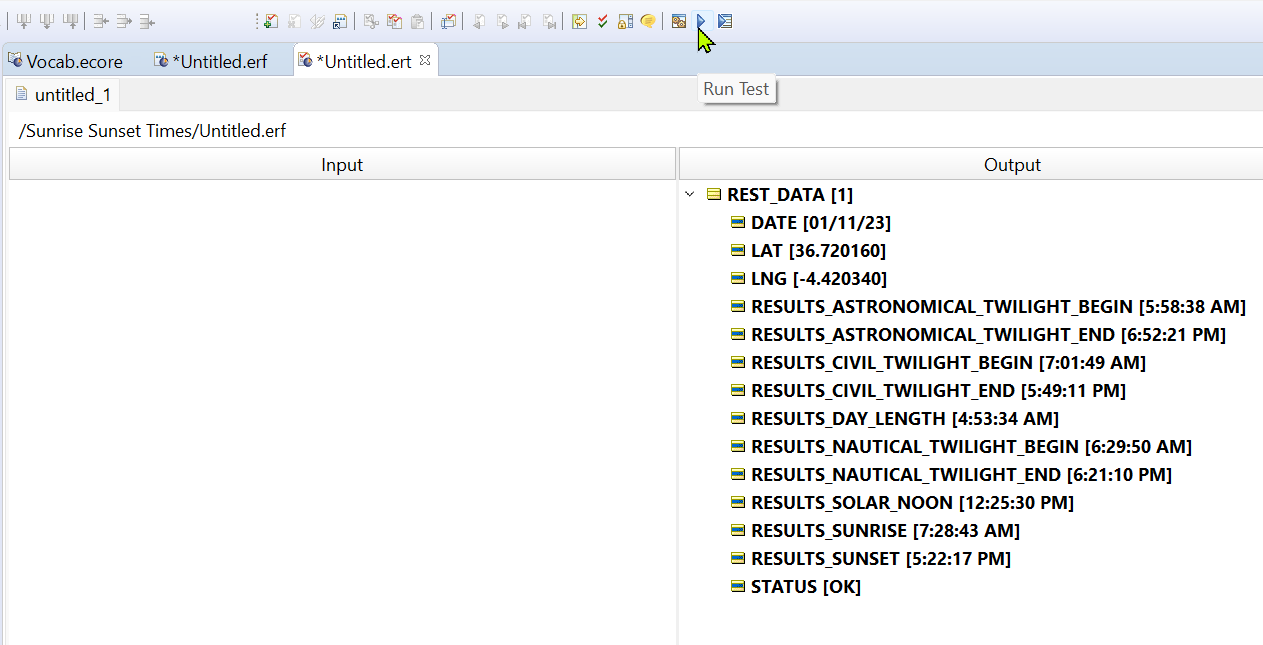 Vocab.ecore *Untitled.erf *Untitled.ert
Run Test
untitled_1
/Sunrise Sunset Times/Untitled.erf
Input Output
REST_DATA [1]
DATE [01/11/23]
LAT [36.720160]
LNG [-4.420340]
RESULTS_ASTRONOMICAL_TWILIGHT_BEGIN [5:58:38 AM]
RESULTS_ASTRONOMICAL_TWILIGHT_END [6:52:21 PM]
RESULTS_CIVIL_TWILIGHT_BEGIN [7:01:49 AM]
RESULTS_CIVIL_TWILIGHT_END [5:49:11 PM]
RESULTS_DAY_LENGTH [4:53:34 AM]
RESULTS_NAUTICAL_TWILIGHT_BEGIN [6:29:50 AM]
RESULTS_NAUTICAL_TWILIGHT_END [6:21:10 PM]
RESULTS_SOLAR_NOON [12:25:30 PM]
RESULTS_SUNRISE [7:28:43 AM]
RESULTS_SUNSET [5:22:17 PM]
STATUS [OK]